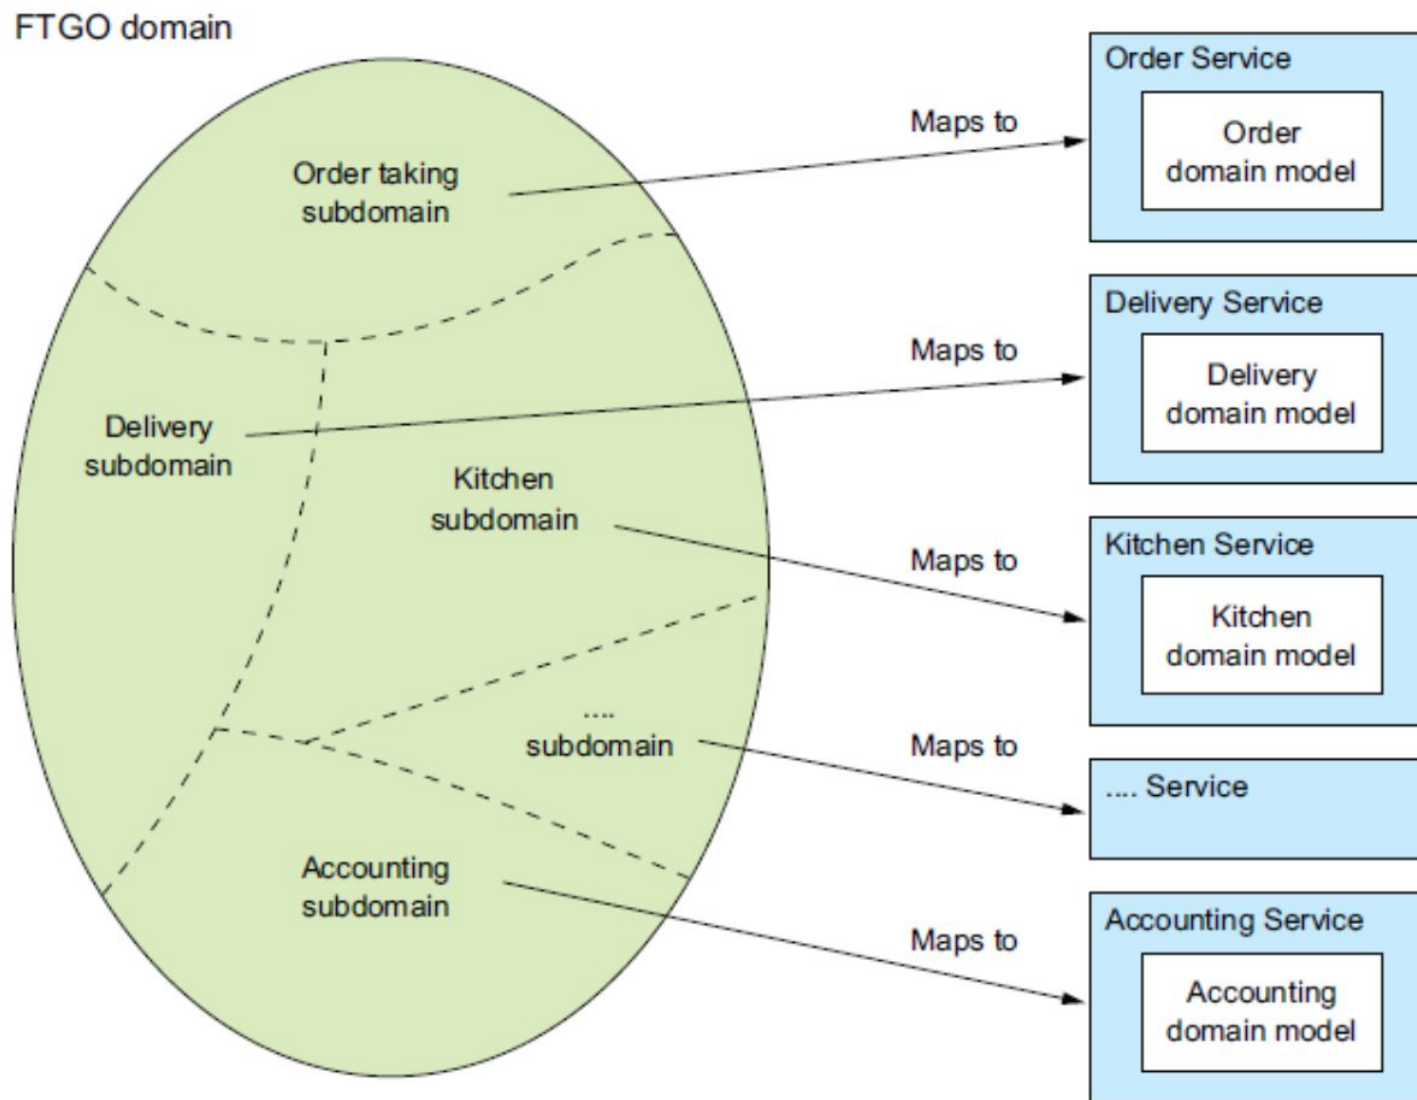 FTGO domain
Order taking
subdomain
Maps to
Order Service
Order
domain model
Delivery
subdomain
Maps to
Delivery Service
Delivery
domain model
Kitchen
subdomain
Maps to
Kitchen Service
Kitchen
domain model
....
subdomain
Maps to
.... Service
Accounting
subdomain
Maps to
Accounting Service
Accounting
domain model